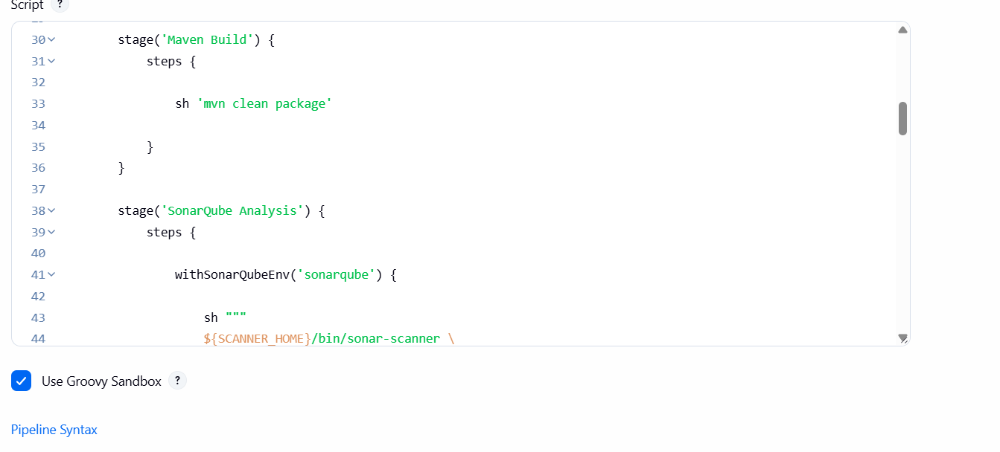 Script ?
30 stage('Maven Build') {
31 steps {
32
33 sh 'mvn clean package'
34
35 }
36 }
37
38 stage('SonarQube Analysis') {
39 steps {
40
41 withSonarQubeEnv('sonarqube') {
42
43 sh """
44 ${SCANNER_HOME}/bin/sonar-scanner \
Use Groovy Sandbox ?
Pipeline Syntax